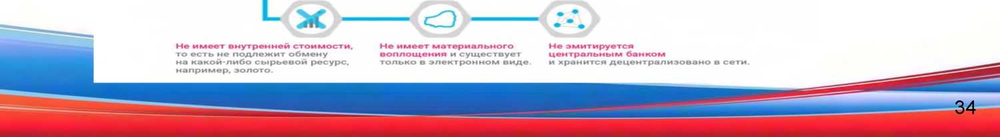 Не имеет внутренней стоимости,
то есть не подлежит обмену
на какой-либо сырьевой ресурс,
например, золото.
Не имеет материального
воплощения и существует
только в электронном виде.
Не эмитируется
центральным банком
и хранится децентрализовано в сети.
34